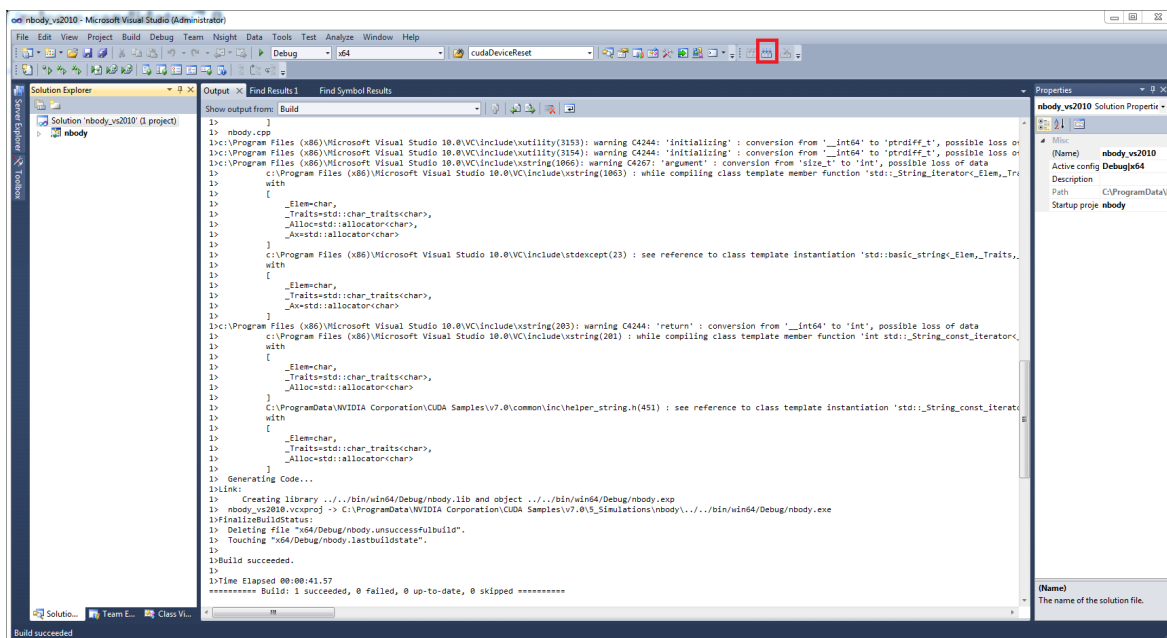 nbody_vs2010 - Microsoft Visual Studio (Administrator)
File Edit View Project Build Debug Team Nsight Data Tools Test Analyze Window Help
Debug x64 cudaDeviceReset
Server Explorer
Toolbox
Solution Explorer
Solution 'nbody_vs2010' (1 project)
nbody
Output Find Results 1 Find Symbol Results
Show output from: Build
1>          ]
1>  nbody.cpp
1>c:\Program Files (x86)\Microsoft Visual Studio 10.0\VC\include\xutility(3153): warning C4244: 'initializing' : conversion from '__int64' to 'ptrdiff_t', possible loss o
1>c:\Program Files (x86)\Microsoft Visual Studio 10.0\VC\include\xutility(3154): warning C4244: 'initializing' : conversion from '__int64' to 'ptrdiff_t', possible loss o
1>c:\Program Files (x86)\Microsoft Visual Studio 10.0\VC\include\xstring(1066): warning C4267: 'argument' : conversion from 'size_t' to 'int', possible loss of data
1>          c:\Program Files (x86)\Microsoft Visual Studio 10.0\VC\include\xstring(1063) : while compiling class template member function 'std::_String_iterator<_Elem,_Tra
1>          with
1>          [
1>              _Elem=char,
1>              _Traits=std::char_traits<char>,
1>              _Alloc=std::allocator<char>,
1>              _Ax=std::allocator<char>
1>          ]
1>          c:\Program Files (x86)\Microsoft Visual Studio 10.0\VC\include\stdexcept(23) : see reference to class template instantiation 'std::basic_string<_Elem,_Traits,_
1>          with
1>          [
1>              _Elem=char,
1>              _Traits=std::char_traits<char>,
1>              _Ax=std::allocator<char>
1>          ]
1>c:\Program Files (x86)\Microsoft Visual Studio 10.0\VC\include\xstring(203): warning C4244: 'return' : conversion from '__int64' to 'int', possible loss of data
1>          c:\Program Files (x86)\Microsoft Visual Studio 10.0\VC\include\xstring(201) : while compiling class template member function 'int std::_String_const_iterator<_
1>          with
1>          [
1>              _Elem=char,
1>              _Traits=std::char_traits<char>,
1>              _Alloc=std::allocator<char>
1>          ]
1>          C:\ProgramData\NVIDIA Corporation\CUDA Samples\v7.0\common\inc\helper_string.h(451) : see reference to class template instantiation 'std::_String_const_iterato
1>          with
1>          [
1>              _Elem=char,
1>              _Traits=std::char_traits<char>,
1>              _Alloc=std::allocator<char>
1>          ]
1>  Generating Code...
1>Link:
1>     Creating library ../../bin/win64/Debug/nbody.lib and object ../../bin/win64/Debug/nbody.exp
1>  nbody_vs2010.vcxproj -> C:\ProgramData\NVIDIA Corporation\CUDA Samples\v7.0\5_Simulations\nbody\../../bin/win64/Debug/nbody.exe
1>FinalizeBuildStatus:
1>  Deleting file "x64/Debug/nbody.unsuccessfulbuild".
1>  Touching "x64/Debug/nbody.lastbuildstate".
1>
1>Build succeeded.
1>
1>Time Elapsed 00:00:41.57
========== Build: 1 succeeded, 0 failed, 0 up-to-date, 0 skipped ==========
Properties
nbody_vs2010 Solution Propertie
Misc
(Name) nbody_vs2010
Active config Debug|x64
Description
Path C:\ProgramData\
Startup proje nbody
(Name)
The name of the solution file.
Solutio... Team E... Class Vi...
Build succeeded